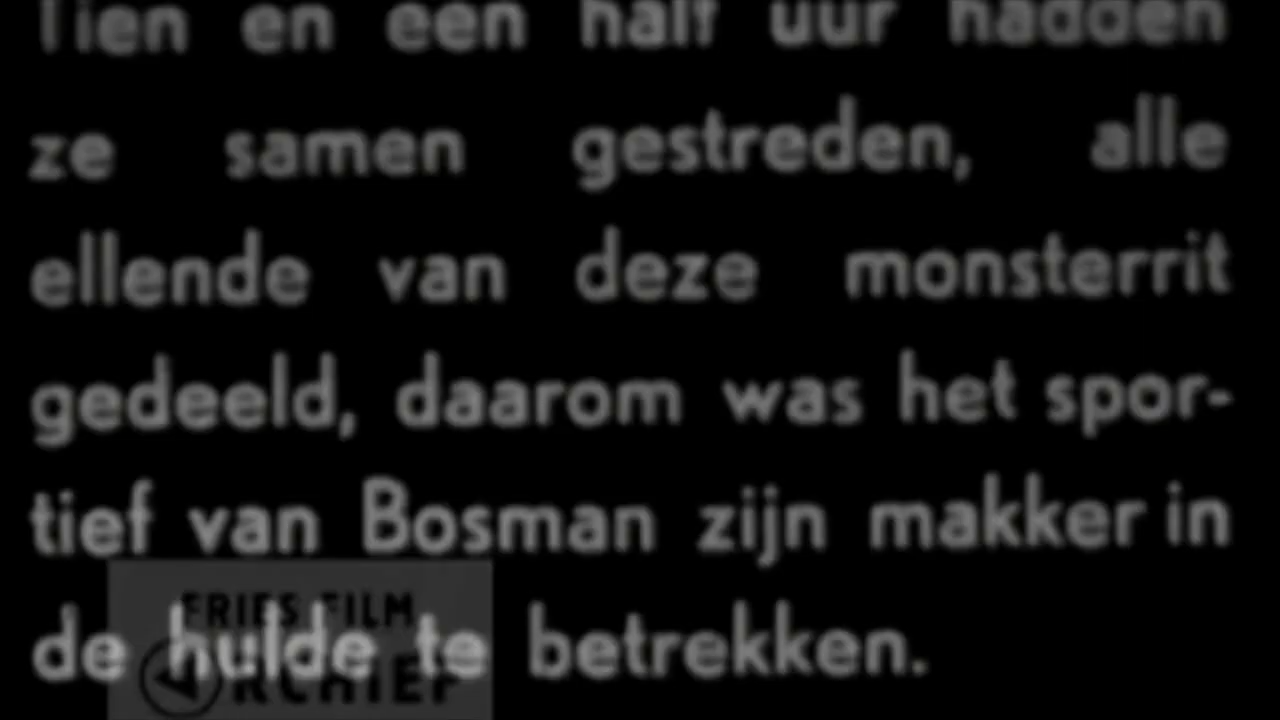 Tien en een half uur hadden
ze samen gestreden, alle
ellende van deze monsterrit
gedeeld, daarom was het spor-
tief van Bosman zijn makker in
de hulde te betrekken.
FRIES FILM
ARCHIEF